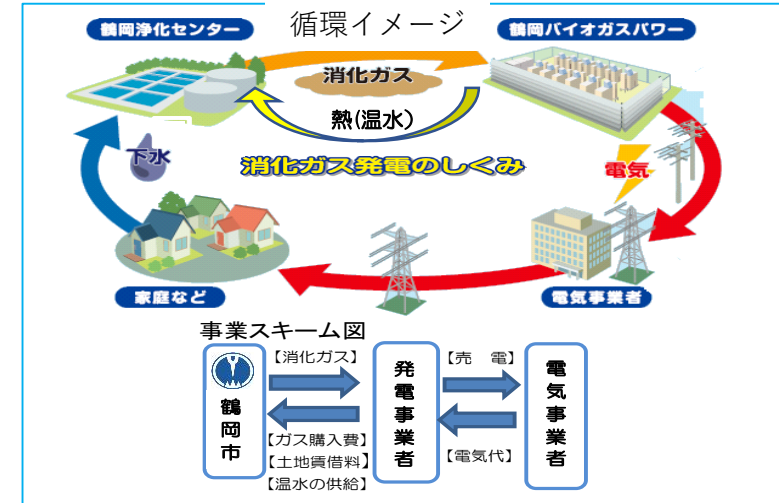 循環イメージ
鶴岡浄化センター
鶴岡バイオガスパワー
消化ガス
熱(温水)
下水
消化ガス発電のしくみ
電気
家庭など
電気事業者
事業スキーム図
【消化ガス】
【売　電】
鶴岡市
発電事業者
電気事業者
【ガス購入費】
【土地賃借料】
【温水の供給】
【電気代】